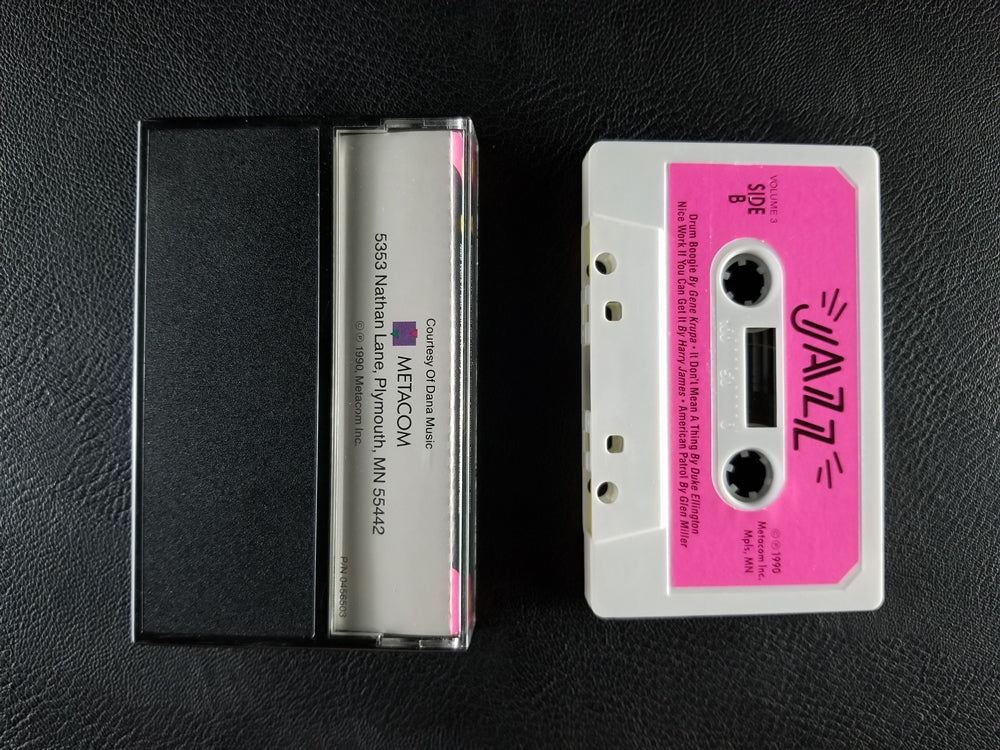 Courtesy Of Dana Music
METACOM
5353 Nathan Lane, Plymouth, MN 55442
© ℗ 1990, Metacom Inc.
P/N 0456503
JAZZ
VOLUME 3
SIDE
B
© ℗ 1990
Metacom Inc.
Mpls, MN
Drum Boogie By Gene Krupa • It Don't Mean A Thing By Duke Ellington
Nice Work If You Can Get It By Harry James • American Patrol By Glen Miller